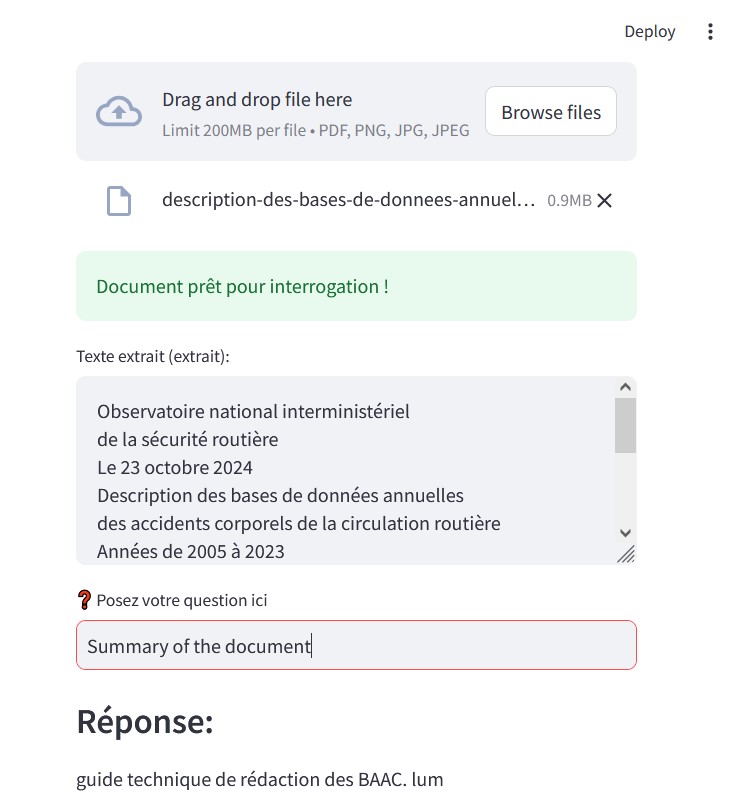 Deploy
Drag and drop file here
Browse files
Limit 200MB per file • PDF, PNG, JPG, JPEG
description-des-bases-de-donnees-annuel... 0.9MB
Document prêt pour interrogation !
Texte extrait (extrait):
Observatoire national interministériel
de la sécurité routière
Le 23 octobre 2024
Description des bases de données annuelles
des accidents corporels de la circulation routière
Années de 2005 à 2023
❓ Posez votre question ici
Summary of the document
Réponse:
guide technique de rédaction des BAAC. lum